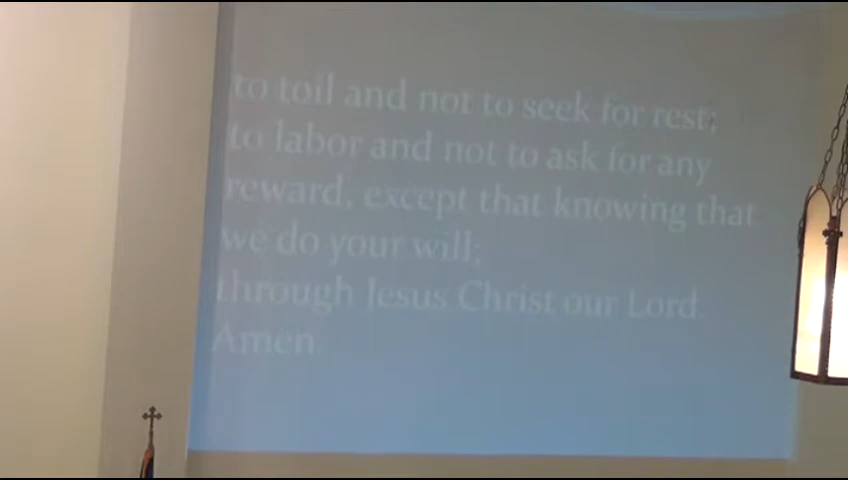 to toil and not to seek for rest;
to labor and not to ask for any
reward, except that knowing that
we do your will;
through Jesus Christ our Lord.
Amen